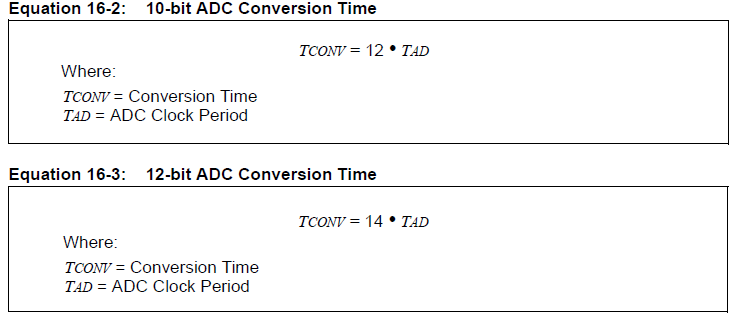 Equation 16-2: 10-bit ADC Conversion Time
TCONV = 12 • TAD
Where:
TCONV = Conversion Time
TAD = ADC Clock Period
Equation 16-3: 12-bit ADC Conversion Time
TCONV = 14 • TAD
Where:
TCONV = Conversion Time
TAD = ADC Clock Period